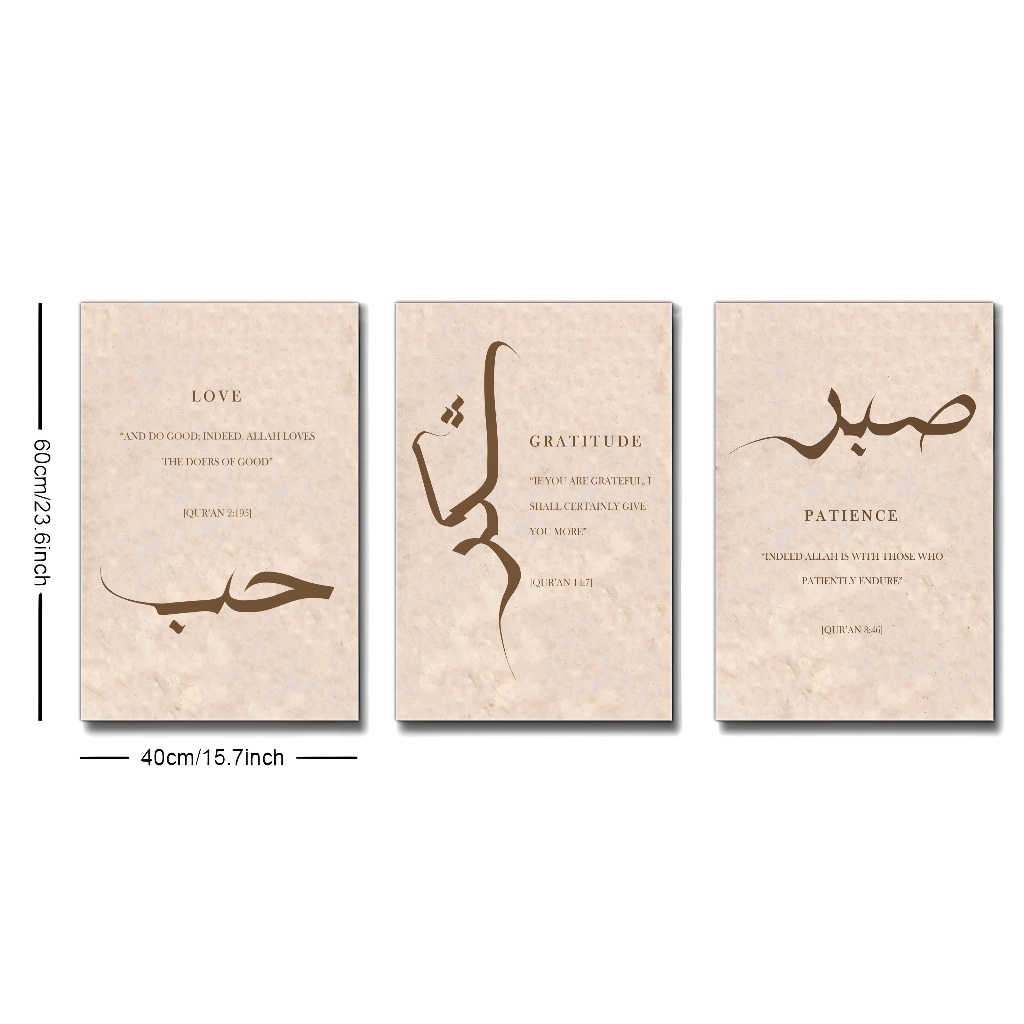 LOVE
“AND DO GOOD; INDEED, ALLAH LOVES
THE DOERS OF GOOD”
[QUR'AN 2:195]
حب
شكر
GRATITUDE
“IF YOU ARE GRATEFUL, I
SHALL CERTAINLY GIVE
YOU MORE”
[QUR'AN 14:7]
صبر
PATIENCE
“INDEED ALLAH IS WITH THOSE WHO
PATIENTLY ENDURE”
[QUR'AN 8:46]
60cm/23.6inch
40cm/15.7inch